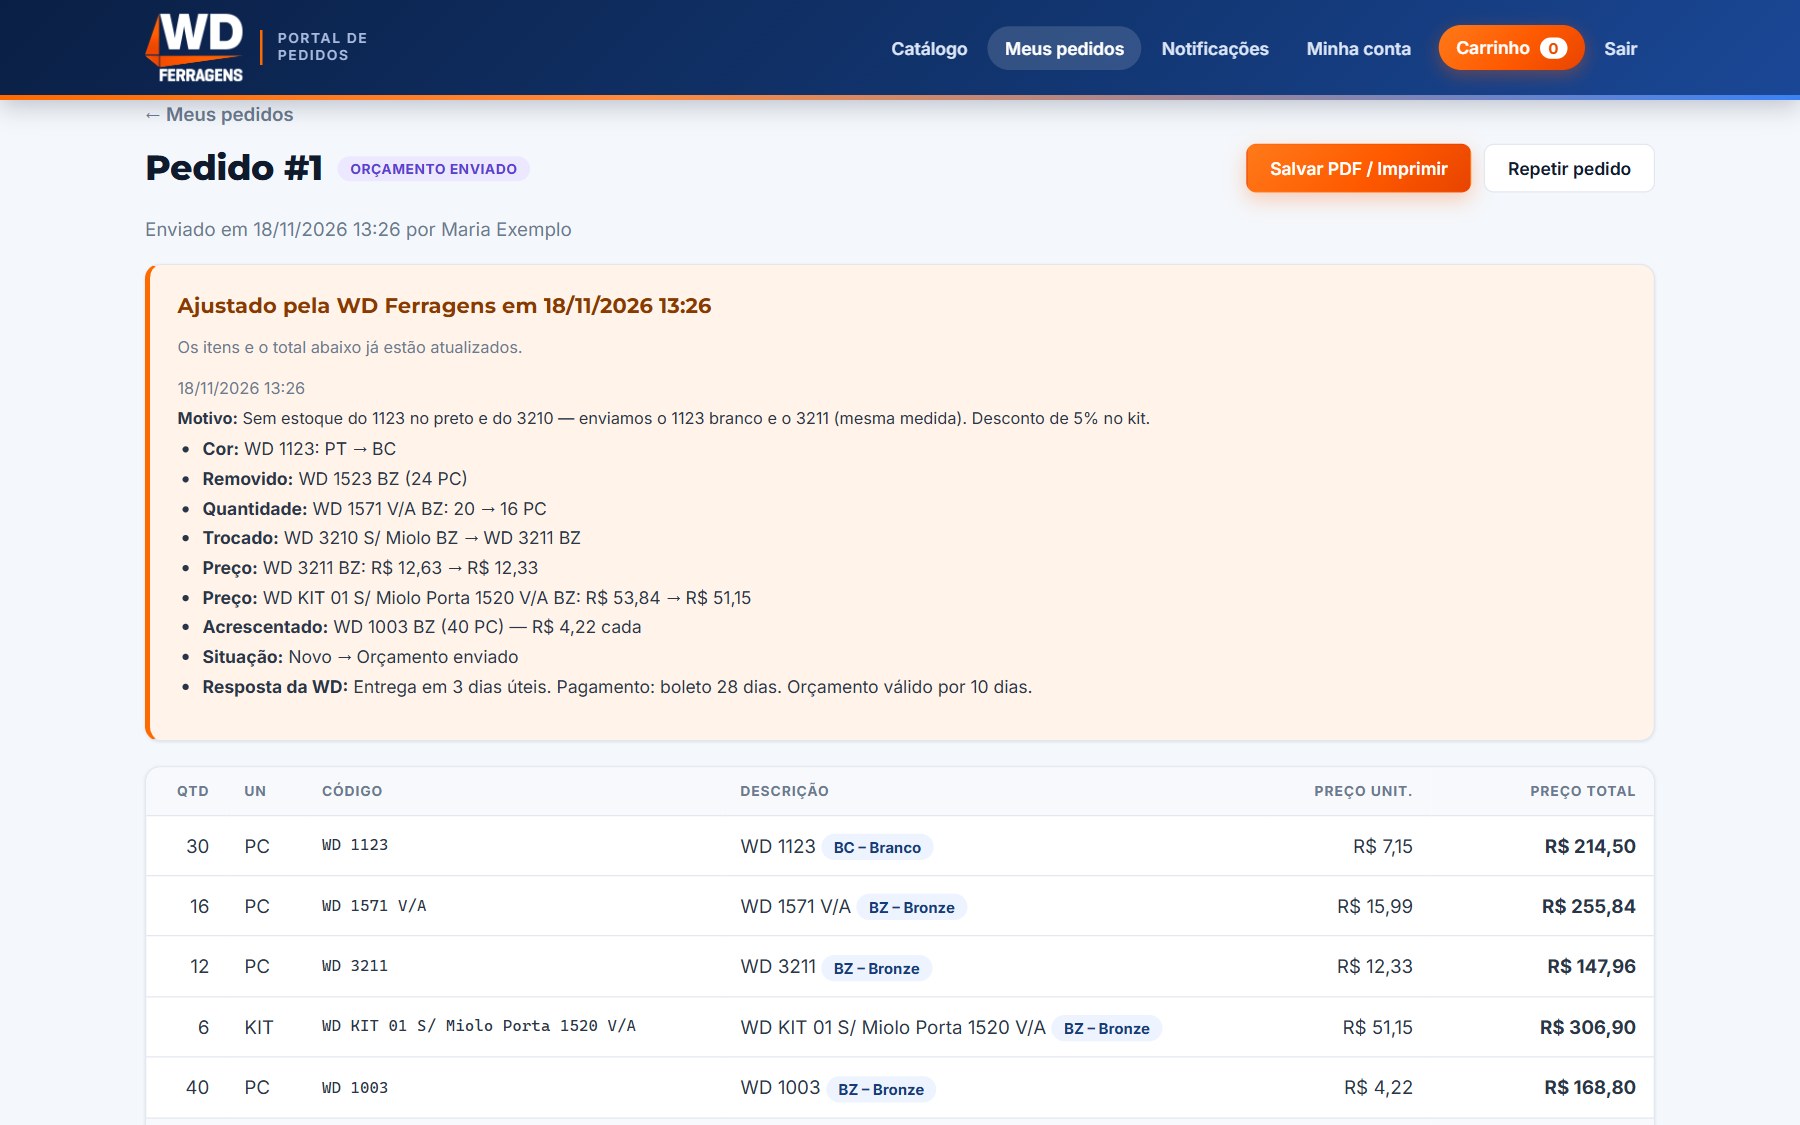 WD
FERRAGENS
PORTAL DE
PEDIDOS
Catálogo
Meus pedidos
Notificações
Minha conta
Carrinho 0
Sair
← Meus pedidos
Pedido #1
ORÇAMENTO ENVIADO
Salvar PDF / Imprimir
Repetir pedido
Enviado em 18/11/2026 13:26 por Maria Exemplo
Ajustado pela WD Ferragens em 18/11/2026 13:26
Os itens e o total abaixo já estão atualizados.
18/11/2026 13:26
Motivo: Sem estoque do 1123 no preto e do 3210 — enviamos o 1123 branco e o 3211 (mesma medida). Desconto de 5% no kit.
• Cor: WD 1123: PT → BC
• Removido: WD 1523 BZ (24 PC)
• Quantidade: WD 1571 V/A BZ: 20 → 16 PC
• Trocado: WD 3210 S/ Miolo BZ → WD 3211 BZ
• Preço: WD 3211 BZ: R$ 12,63 → R$ 12,33
• Preço: WD KIT 01 S/ Miolo Porta 1520 V/A BZ: R$ 53,84 → R$ 51,15
• Acrescentado: WD 1003 BZ (40 PC) — R$ 4,22 cada
• Situação: Novo → Orçamento enviado
• Resposta da WD: Entrega em 3 dias úteis. Pagamento: boleto 28 dias. Orçamento válido por 10 dias.
QTD UN CÓDIGO DESCRIÇÃO PREÇO UNIT. PREÇO TOTAL
30 PC WD 1123 WD 1123 BC – Branco R$ 7,15 R$ 214,50
16 PC WD 1571 V/A WD 1571 V/A BZ – Bronze R$ 15,99 R$ 255,84
12 PC WD 3211 WD 3211 BZ – Bronze R$ 12,33 R$ 147,96
6 KIT WD KIT 01 S/ Miolo Porta 1520 V/A WD KIT 01 S/ Miolo Porta 1520 V/A BZ – Bronze R$ 51,15 R$ 306,90
40 PC WD 1003 WD 1003 BZ – Bronze R$ 4,22 R$ 168,80